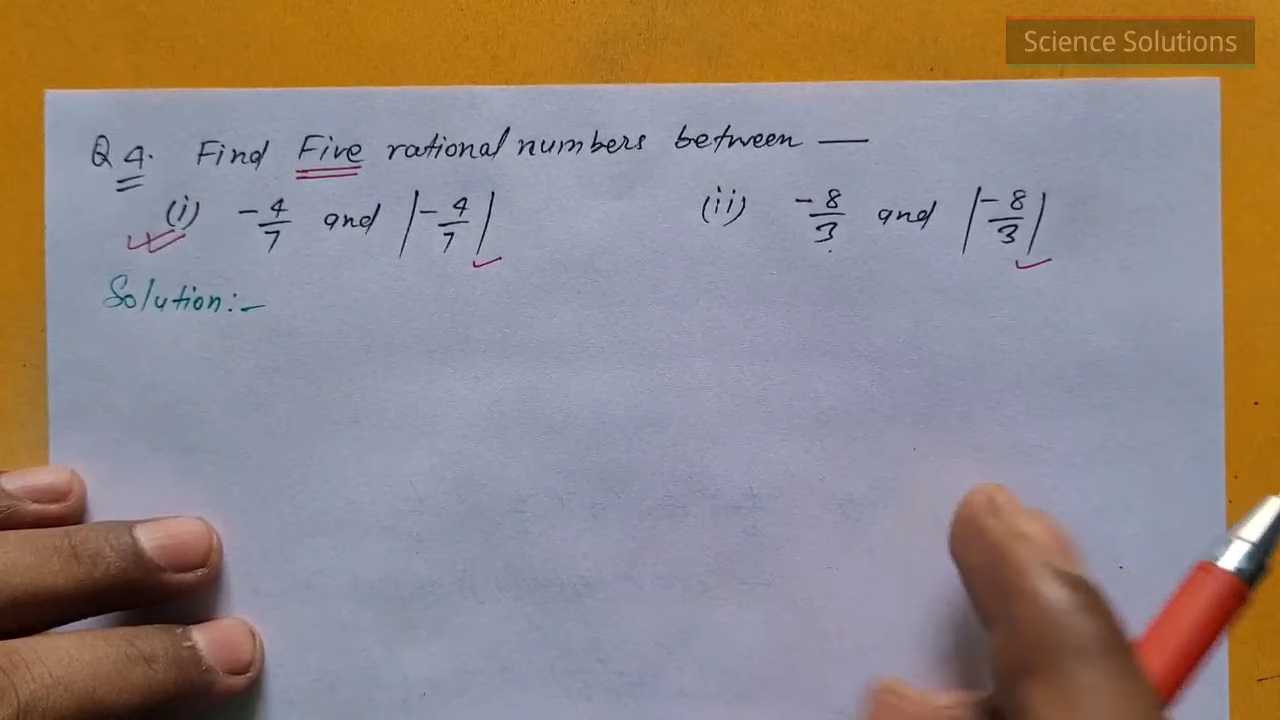 Science Solutions
Q 4. Find Five rational numbers between —
(i) -4/7 and |-4/7| (ii) -8/3 and |-8/3|
Solution:-